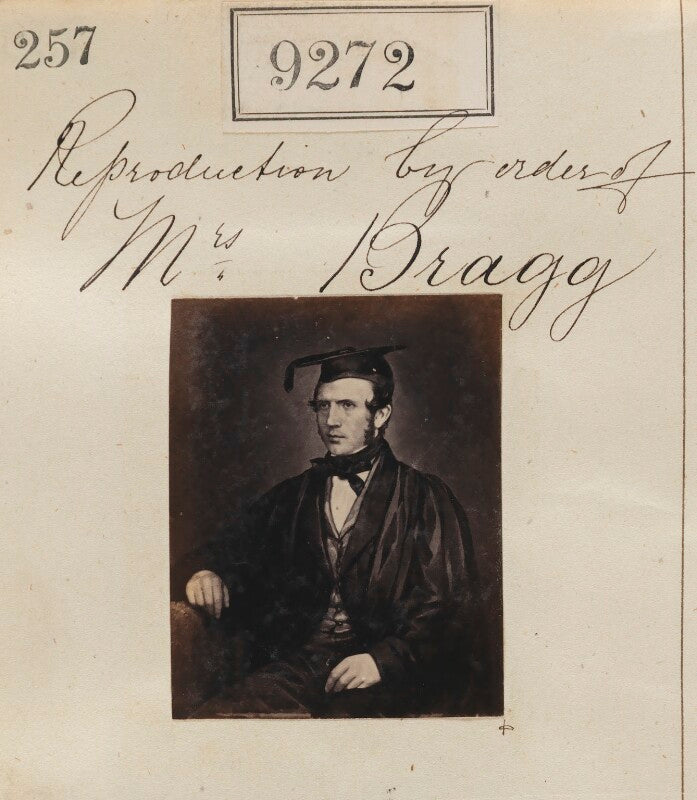 257
9272
Reproduction by order of
Mrs Bragg